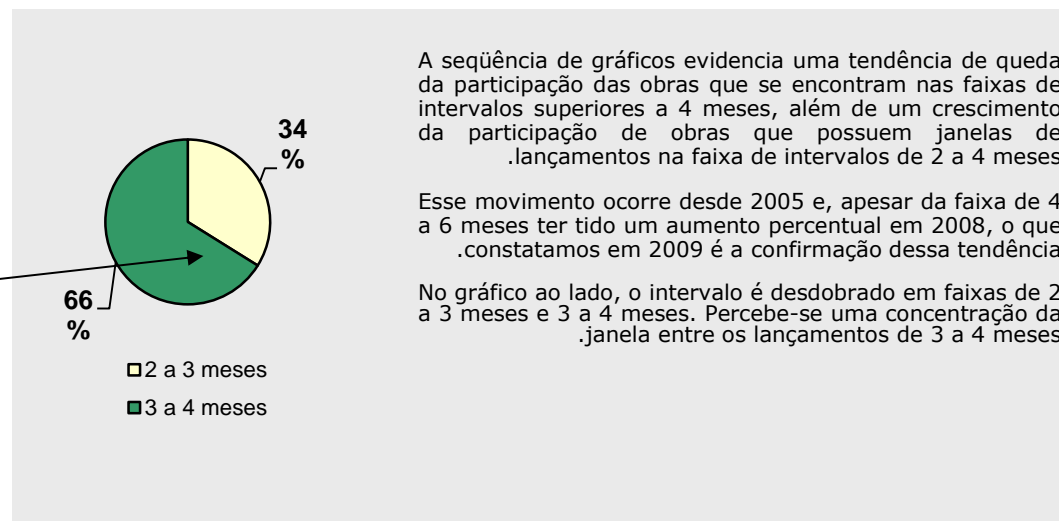 34
%
66
%
2 a 3 meses
3 a 4 meses
A seqüência de gráficos evidencia uma tendência de queda
da participação das obras que se encontram nas faixas de
intervalos superiores a 4 meses, além de um crescimento
da participação de obras que possuem janelas de
.lançamentos na faixa de intervalos de 2 a 4 meses
Esse movimento ocorre desde 2005 e, apesar da faixa de 4
a 6 meses ter tido um aumento percentual em 2008, o que
.constatamos em 2009 é a confirmação dessa tendência
No gráfico ao lado, o intervalo é desdobrado em faixas de 2
a 3 meses e 3 a 4 meses. Percebe-se uma concentração da
.janela entre os lançamentos de 3 a 4 meses